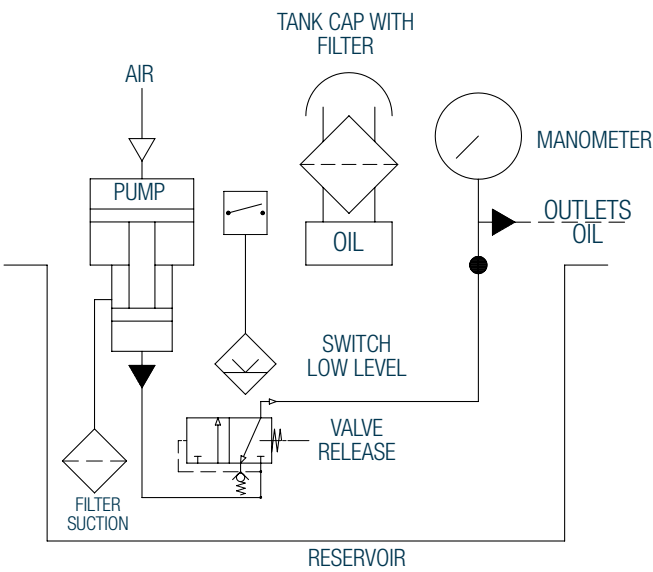 TANK CAP WITH
FILTER
AIR
MANOMETER
PUMP
OUTLETS
OIL
OIL
SWITCH
LOW LEVEL
VALVE
RELEASE
FILTER
SUCTION
RESERVOIR